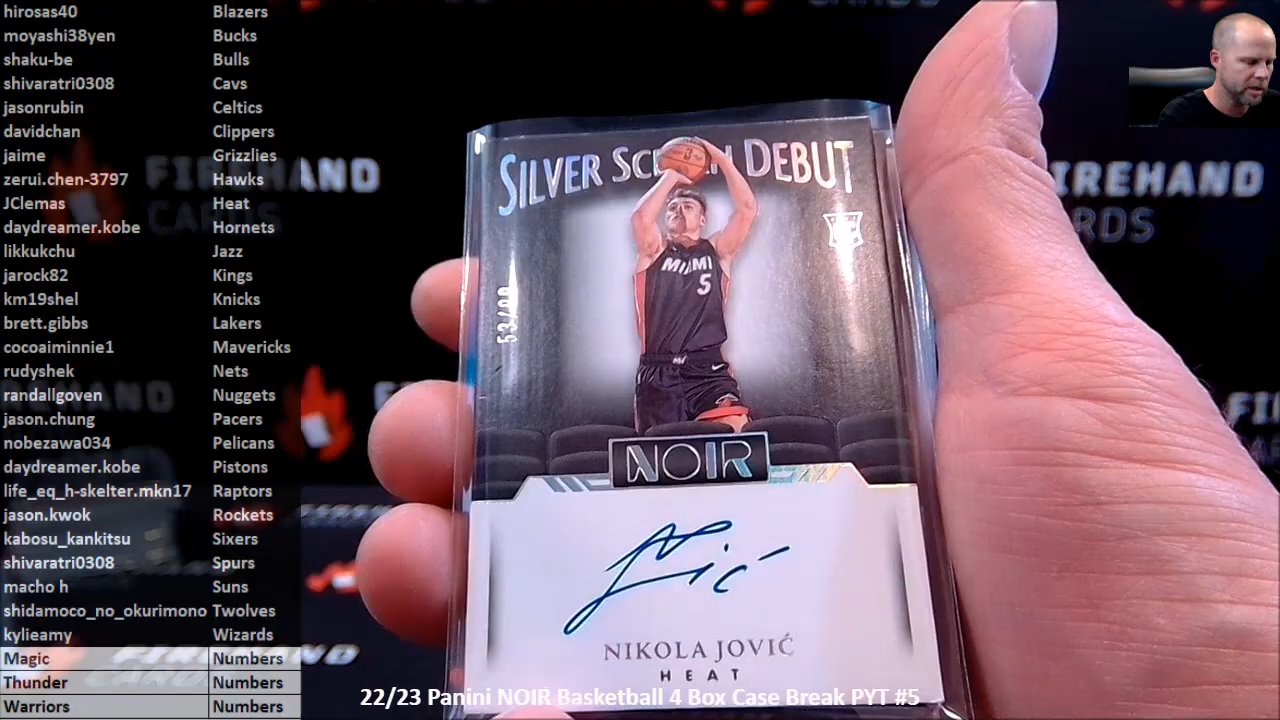 hirosas40 Blazers
moyashi38yen Bucks
shaku-be Bulls
shivaratri0308 Cavs
jasonrubin Celtics
davidchan Clippers
jaime Grizzlies
zerui.chen-3797 Hawks
JClemas Heat
daydreamer.kobe Hornets
likkukchu Jazz
jarock82 Kings
km19shel Knicks
brett.gibbs Lakers
cocoaiminnie1 Mavericks
rudyshek Nets
randallgoven Nuggets
jason.chung Pacers
nobezawa034 Pelicans
daydreamer.kobe Pistons
life_eq_h-skelter.mkn17 Raptors
jason.kwok Rockets
kabosu_kankitsu Sixers
shivaratri0308 Spurs
macho h Suns
shidamoco_no_okurimono Twolves
kylieamy Wizards
Magic Numbers
Thunder Numbers
Warriors Numbers
FIREHAND
CARDS
SILVER SCREEN DEBUT
MIAMI
5
NOIR
NIKOLA JOVIĆ
HEAT
22/23 Panini NOIR Basketball 4 Box Case Break PYT #5